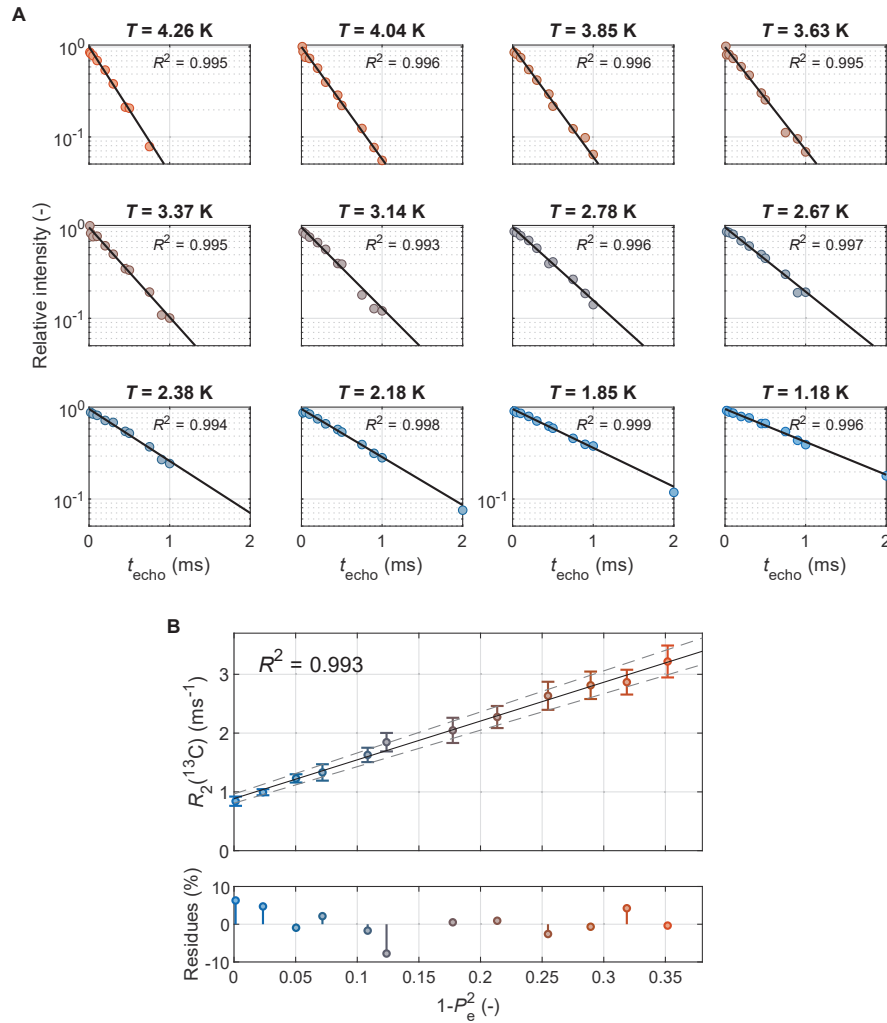 A
T = 4.26 K
T = 4.04 K
T = 3.85 K
T = 3.63 K
10⁰
10⁻¹
R² = 0.995
R² = 0.996
R² = 0.996
R² = 0.995
Relative intensity (-)
T = 3.37 K
T = 3.14 K
T = 2.78 K
T = 2.67 K
10⁰
10⁻¹
R² = 0.995
R² = 0.993
R² = 0.996
R² = 0.997
T = 2.38 K
T = 2.18 K
T = 1.85 K
T = 1.18 K
10⁰
10⁻¹
10⁻¹
R² = 0.994
R² = 0.998
R² = 0.999
R² = 0.996
0 1 2
0 1 2
0 1 2
0 1 2
t_echo (ms)
t_echo (ms)
t_echo (ms)
t_echo (ms)
B
R² = 0.993
R₂(¹³C) (ms⁻¹)
3
2
1
0
Residues (%)
10
0
-10
0 0.05 0.1 0.15 0.2 0.25 0.3 0.35
1-Pₑ² (-)